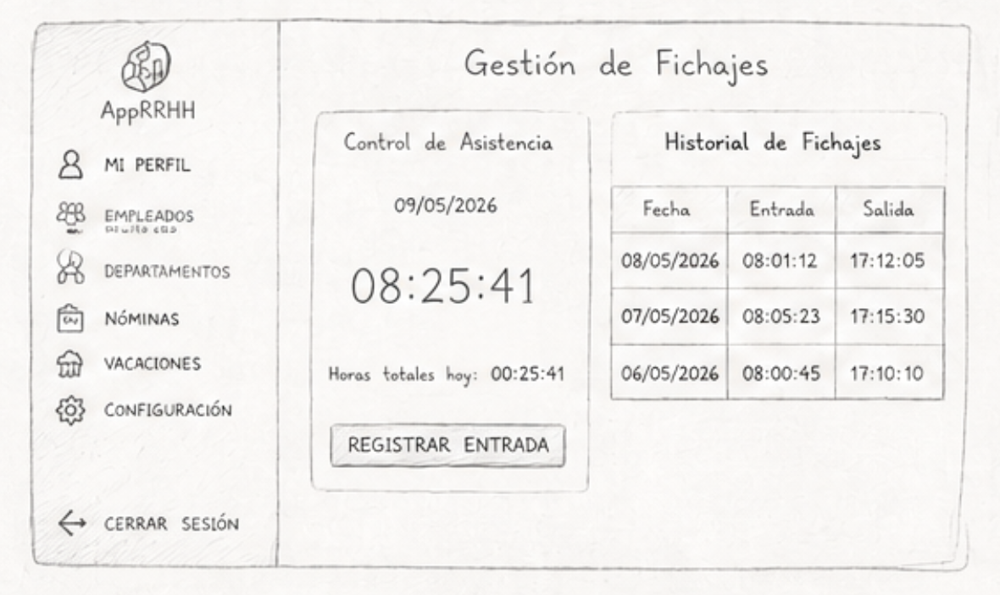 AppRRHH
MI PERFIL
EMPLEADOS
DEPARTAMENTOS
NÓMINAS
VACACIONES
CONFIGURACIÓN
CERRAR SESIÓN
Gestión de Fichajes
Control de Asistencia
09/05/2026
08:25:41
Horas totales hoy: 00:25:41
REGISTRAR ENTRADA
Historial de Fichajes
Fecha Entrada Salida
08/05/2026 08:01:12 17:12:05
07/05/2026 08:05:23 17:15:30
06/05/2026 08:00:45 17:10:10